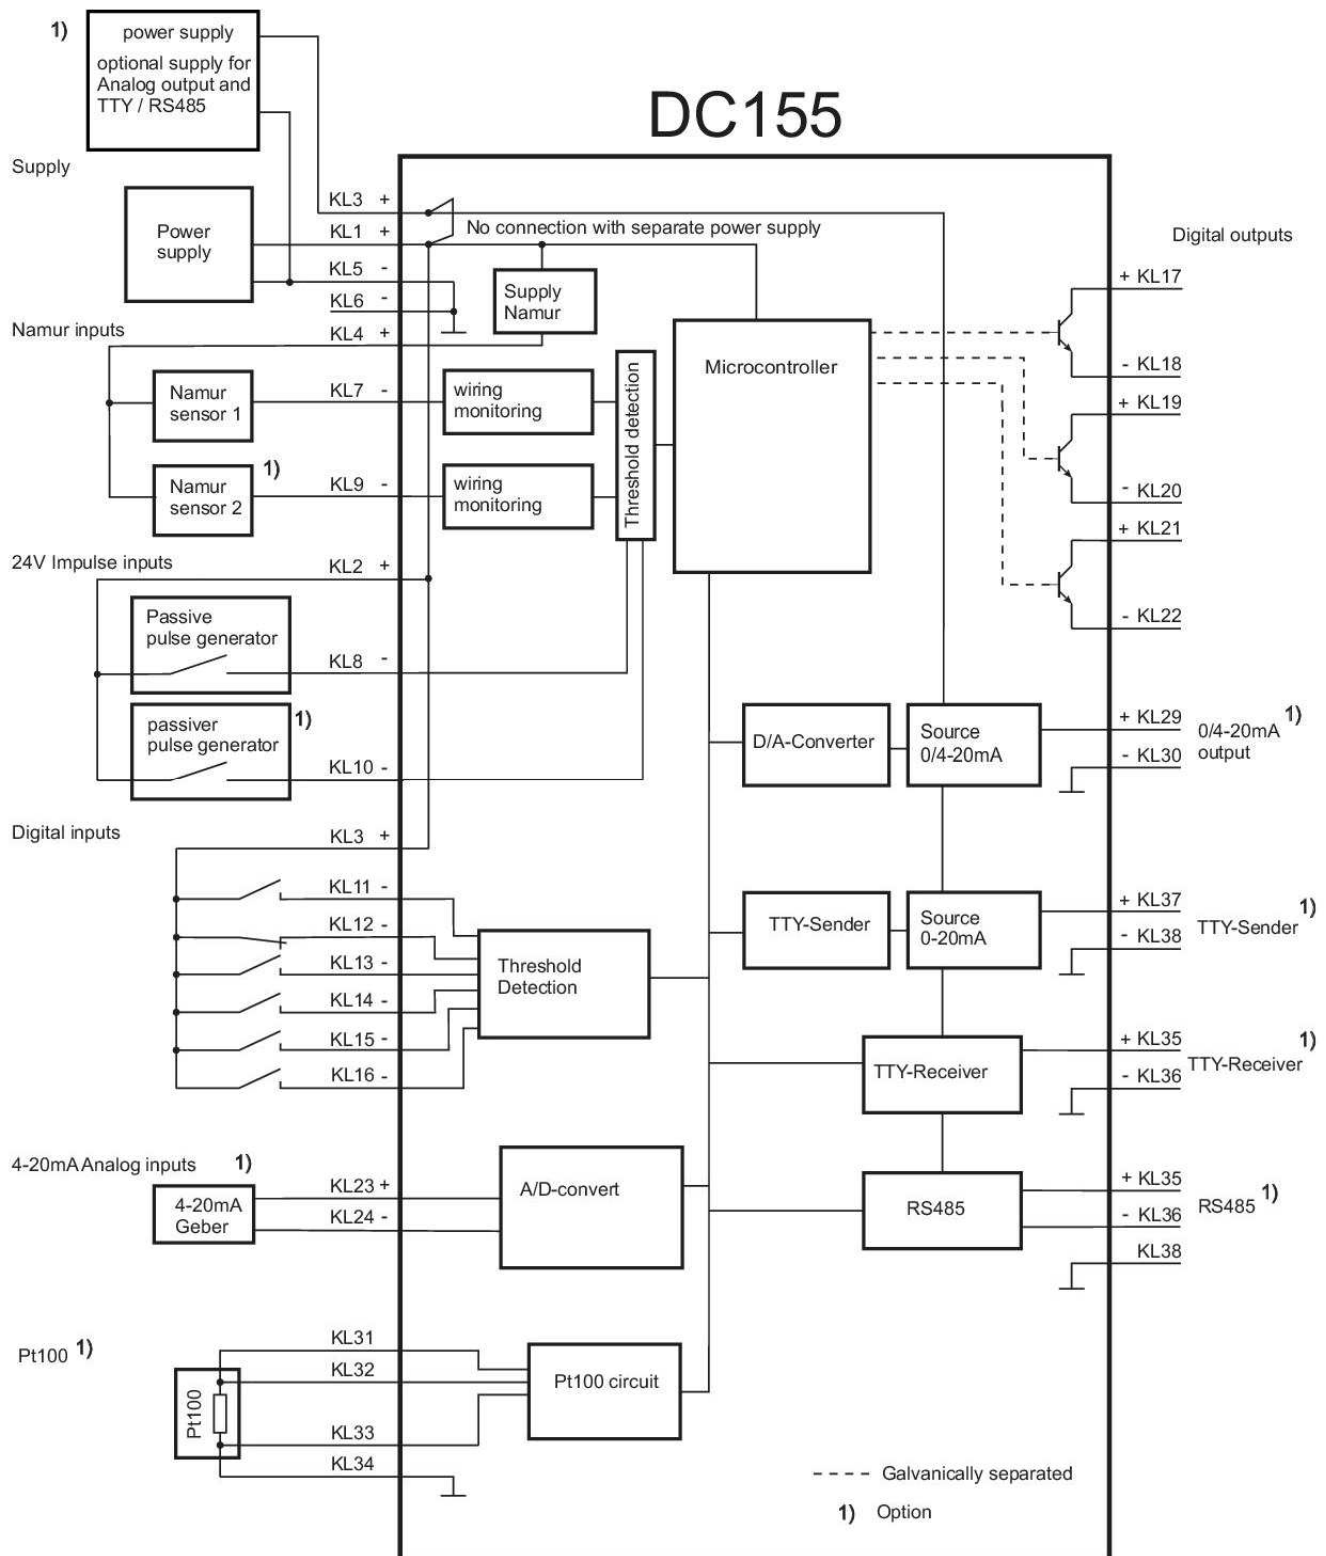 1)
power supply
optional supply for
Analog output and
TTY / RS485
DC155
Supply
Power
supply
KL3 +
KL1 +
KL5 -
KL6 -
No connection with separate power supply
Supply
Namur
Namur inputs
KL4 +
Namur
sensor 1
KL7 -
wiring
monitoring
Namur
sensor 2
1)
KL9 -
wiring
monitoring
Threshold detection
Microcontroller
Digital outputs
+ KL17
- KL18
+ KL19
- KL20
+ KL21
- KL22
24V Impulse inputs
KL2 +
Passive
pulse generator
KL8 -
passiver
pulse generator
1)
KL10 -
D/A-Converter
Source
0/4-20mA
+ KL29
- KL30
0/4-20mA
output
1)
Digital inputs
KL3 +
KL11 -
KL12 -
KL13 -
KL14 -
KL15 -
KL16 -
Threshold
Detection
TTY-Sender
Source
0-20mA
+ KL37
- KL38
TTY-Sender
1)
TTY-Receiver
+ KL35
- KL36
TTY-Receiver
1)
4-20mA Analog inputs 1)
4-20mA
Geber
KL23 +
KL24 -
A/D-convert
RS485
+ KL35
- KL36
KL38
RS485 1)
Pt100 1)
Pt100
KL31
KL32
KL33
KL34
Pt100 circuit
Galvanically separated
1) Option